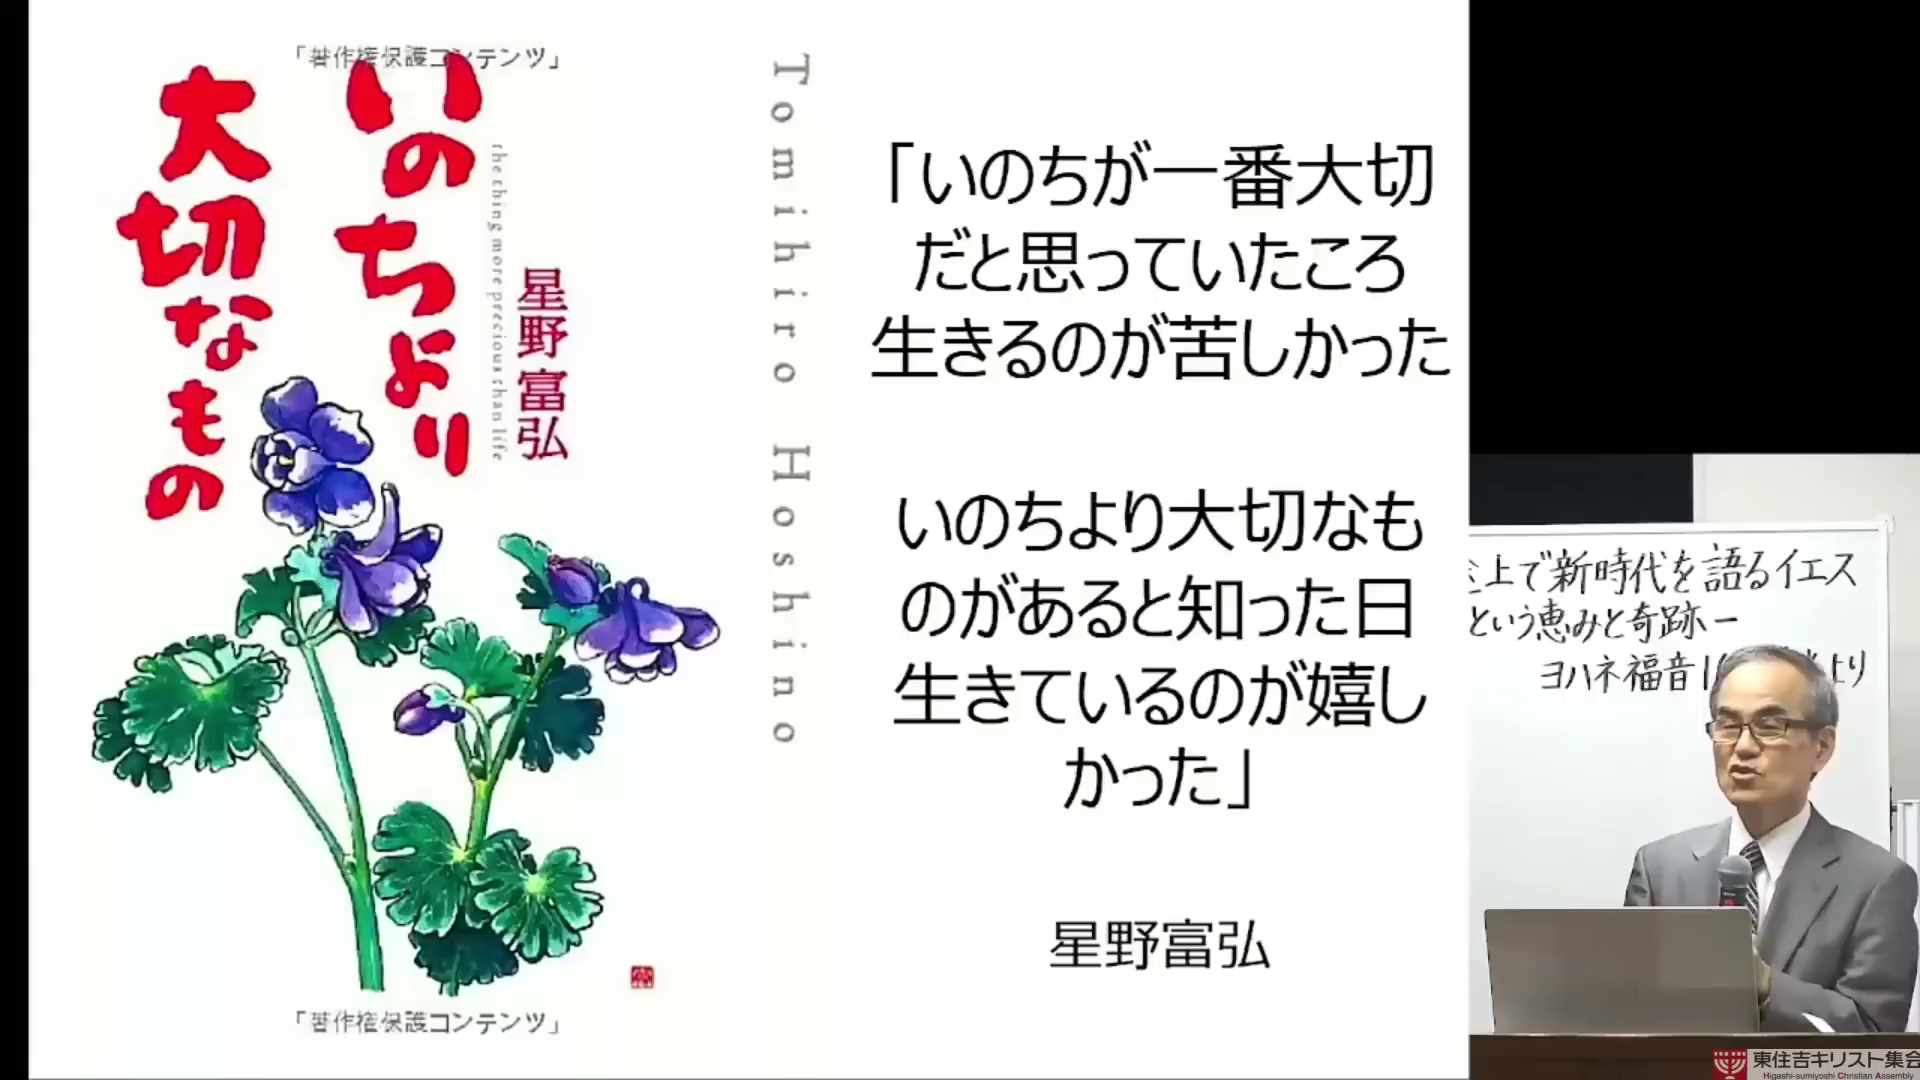 「著作権保護コンテンツ」
いのちより
大切なもの
the thing more precious than life
星野富弘
Tomihiro Hoshino
「著作権保護コンテンツ」
「いのちが一番大切
だと思っていたころ
生きるのが苦しかった
いのちより大切なも
のがあると知った日
生きているのが嬉し
かった」
星野富弘
上で新時代を語るイエス
という恵みと奇跡ー
ヨハネ福音
より
東住吉キリスト集会
Higashi-sumiyoshi Christian Assembly